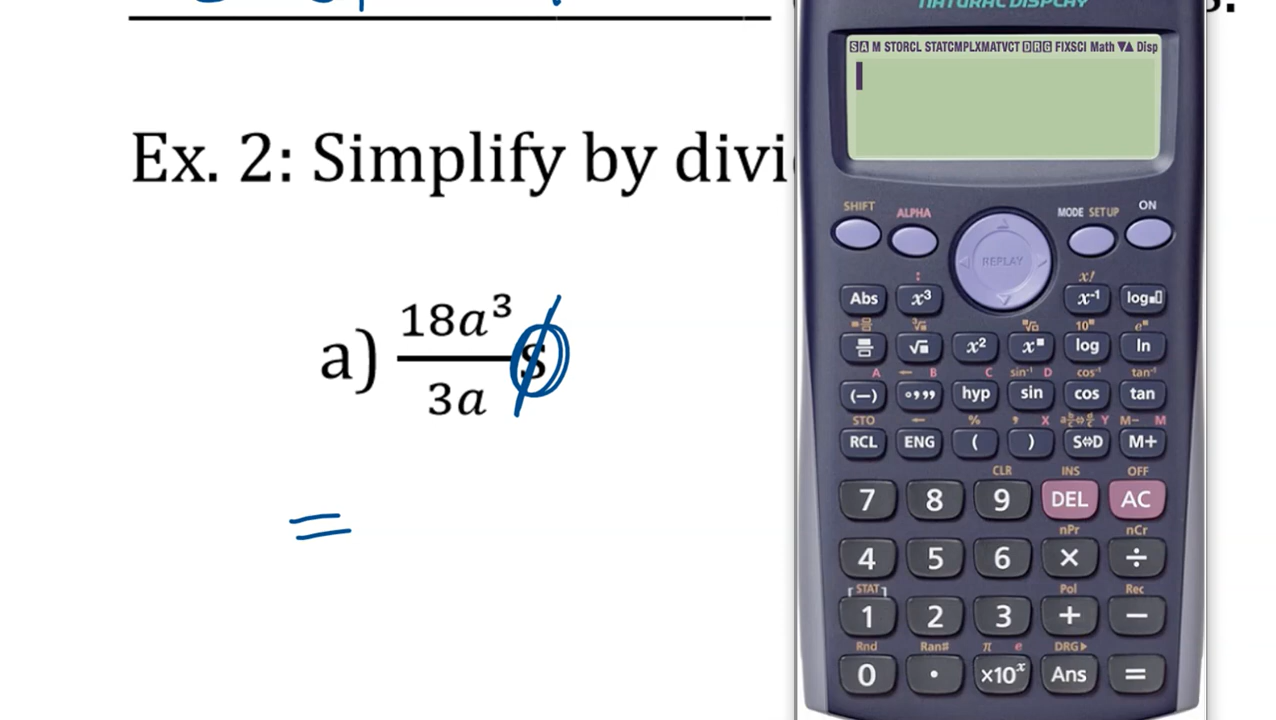 NATURAL DISPLAY
S A M STO RCL STAT CMPLX MAT VCT D R G FIX SCI Math ▼▲ Disp
Ex. 2: Simplify by divi
SHIFT ALPHA MODE SETUP ON
REPLAY
: x!
Abs x³ x⁻¹ log
a) 18a³/3a s
³√ 10 e
√ x² x log ln
A ← B C sin⁻¹ D cos⁻¹ tan⁻¹
(−) °,,, hyp sin cos tan
STO ← % , X Y M− M
RCL ENG ( ) S⇔D M+
CLR INS OFF
7 8 9 DEL AC
=
nPr nCr
4 5 6 × ÷
STAT Pol Rec
1 2 3 + −
Rnd Ran# π e DRG▶
0 . ×10ˣ Ans =